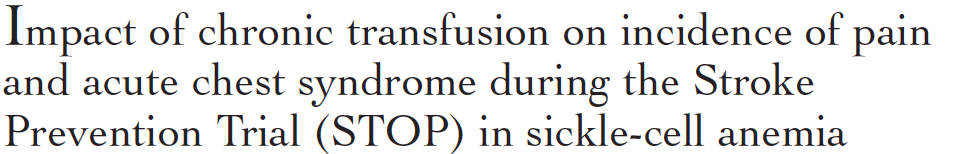 Impact of chronic transfusion on incidence of pain
and acute chest syndrome during the Stroke
Prevention Trial (STOP) in sickle-cell anemia